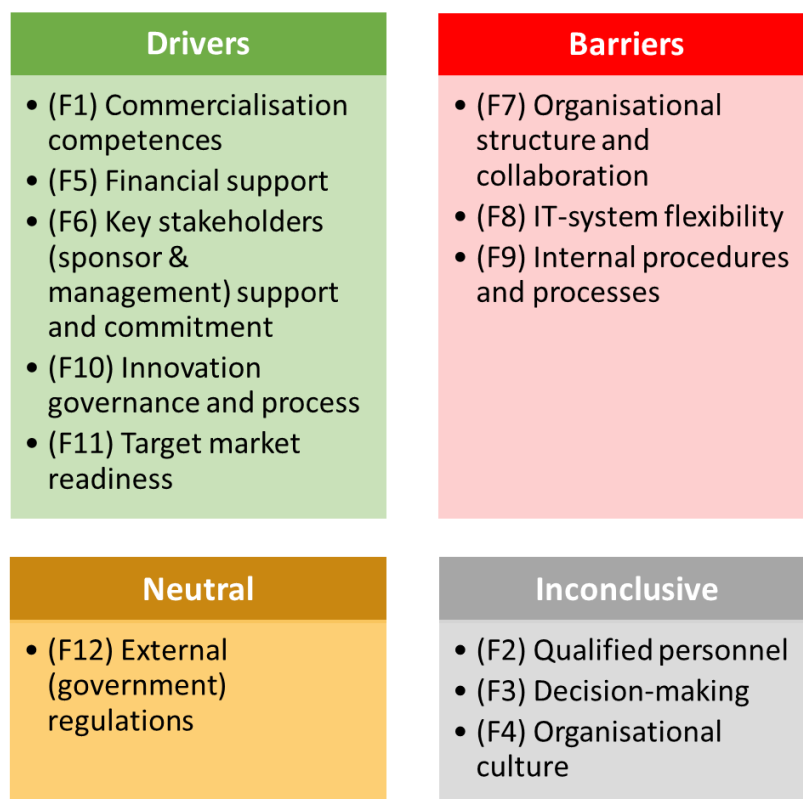 Drivers
• (F1) Commercialisation
competences
• (F5) Financial support
• (F6) Key stakeholders
(sponsor &
management) support
and commitment
• (F10) Innovation
governance and process
• (F11) Target market
readiness
Barriers
• (F7) Organisational
structure and
collaboration
• (F8) IT-system flexibility
• (F9) Internal procedures
and processes
Neutral
• (F12) External
(government)
regulations
Inconclusive
• (F2) Qualified personnel
• (F3) Decision-making
• (F4) Organisational
culture